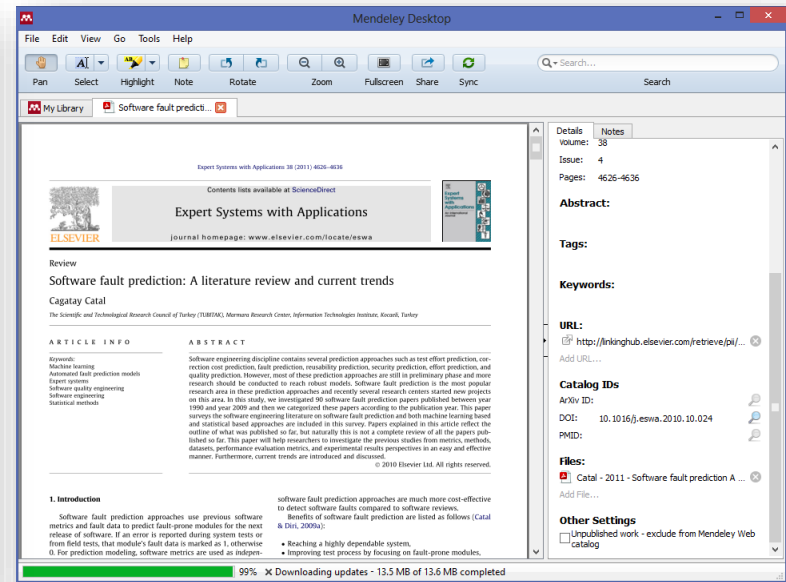 Mendeley Desktop
File Edit View Go Tools Help
Pan Select Highlight Note Rotate Zoom Fullscreen Share Sync Search... Search
My Library Software fault predicti...
Expert Systems with Applications 38 (2011) 4626–4636
Contents lists available at ScienceDirect
Expert Systems with Applications
journal homepage: www.elsevier.com/locate/eswa
ELSEVIER
Review
Software fault prediction: A literature review and current trends
Cagatay Catal
The Scientific and Technological Research Council of Turkey (TUBITAK), Marmara Research Center, Information Technologies Institute, Kocaeli, Turkey
ARTICLE INFO
Keywords:
Machine learning
Automated fault prediction models
Expert systems
Software quality engineering
Software engineering
Statistical methods
ABSTRACT
Software engineering discipline contains several prediction approaches such as test effort prediction, cor-
rection cost prediction, fault prediction, reusability prediction, security prediction, effort prediction, and
quality prediction. However, most of these prediction approaches are still in preliminary phase and more
research should be conducted to reach robust models. Software fault prediction is the most popular
research area in these prediction approaches and recently several research centers started new projects
on this area. In this study, we investigated 90 software fault prediction papers published between year
1990 and year 2009 and then we categorized these papers according to the publication year. This paper
surveys the software engineering literature on software fault prediction and both machine learning based
and statistical based approaches are included in this survey. Papers explained in this article reflect the
outline of what was published so far, but naturally this is not a complete review of all the papers pub-
lished so far. This paper will help researchers to investigate the previous studies from metrics, methods,
datasets, performance evaluation metrics, and experimental results perspectives in an easy and effective
manner. Furthermore, current trends are introduced and discussed.
© 2010 Elsevier Ltd. All rights reserved.
1. Introduction
Software fault prediction approaches use previous software
metrics and fault data to predict fault-prone modules for the next
release of software. If an error is reported during system tests or
from field tests, that module's fault data is marked as 1, otherwise
0. For prediction modeling, software metrics are used as indepen-
software fault prediction approaches are much more cost-effective
to detect software faults compared to software reviews.
Benefits of software fault prediction are listed as follows (Catal
& Diri, 2009a):
• Reaching a highly dependable system,
• Improving test process by focusing on fault-prone modules,
Details Notes
Volume: 38
Issue: 4
Pages: 4626-4636
Abstract:
Tags:
Keywords:
URL:
http://linkinghub.elsevier.com/retrieve/pii/...
Add URL...
Catalog IDs
ArXiv ID:
DOI: 10.1016/j.eswa.2010.10.024
PMID:
Files:
Catal - 2011 - Software fault prediction A ...
Add File...
Other Settings
Unpublished work - exclude from Mendeley Web
catalog
99% Downloading updates - 13.5 MB of 13.6 MB completed